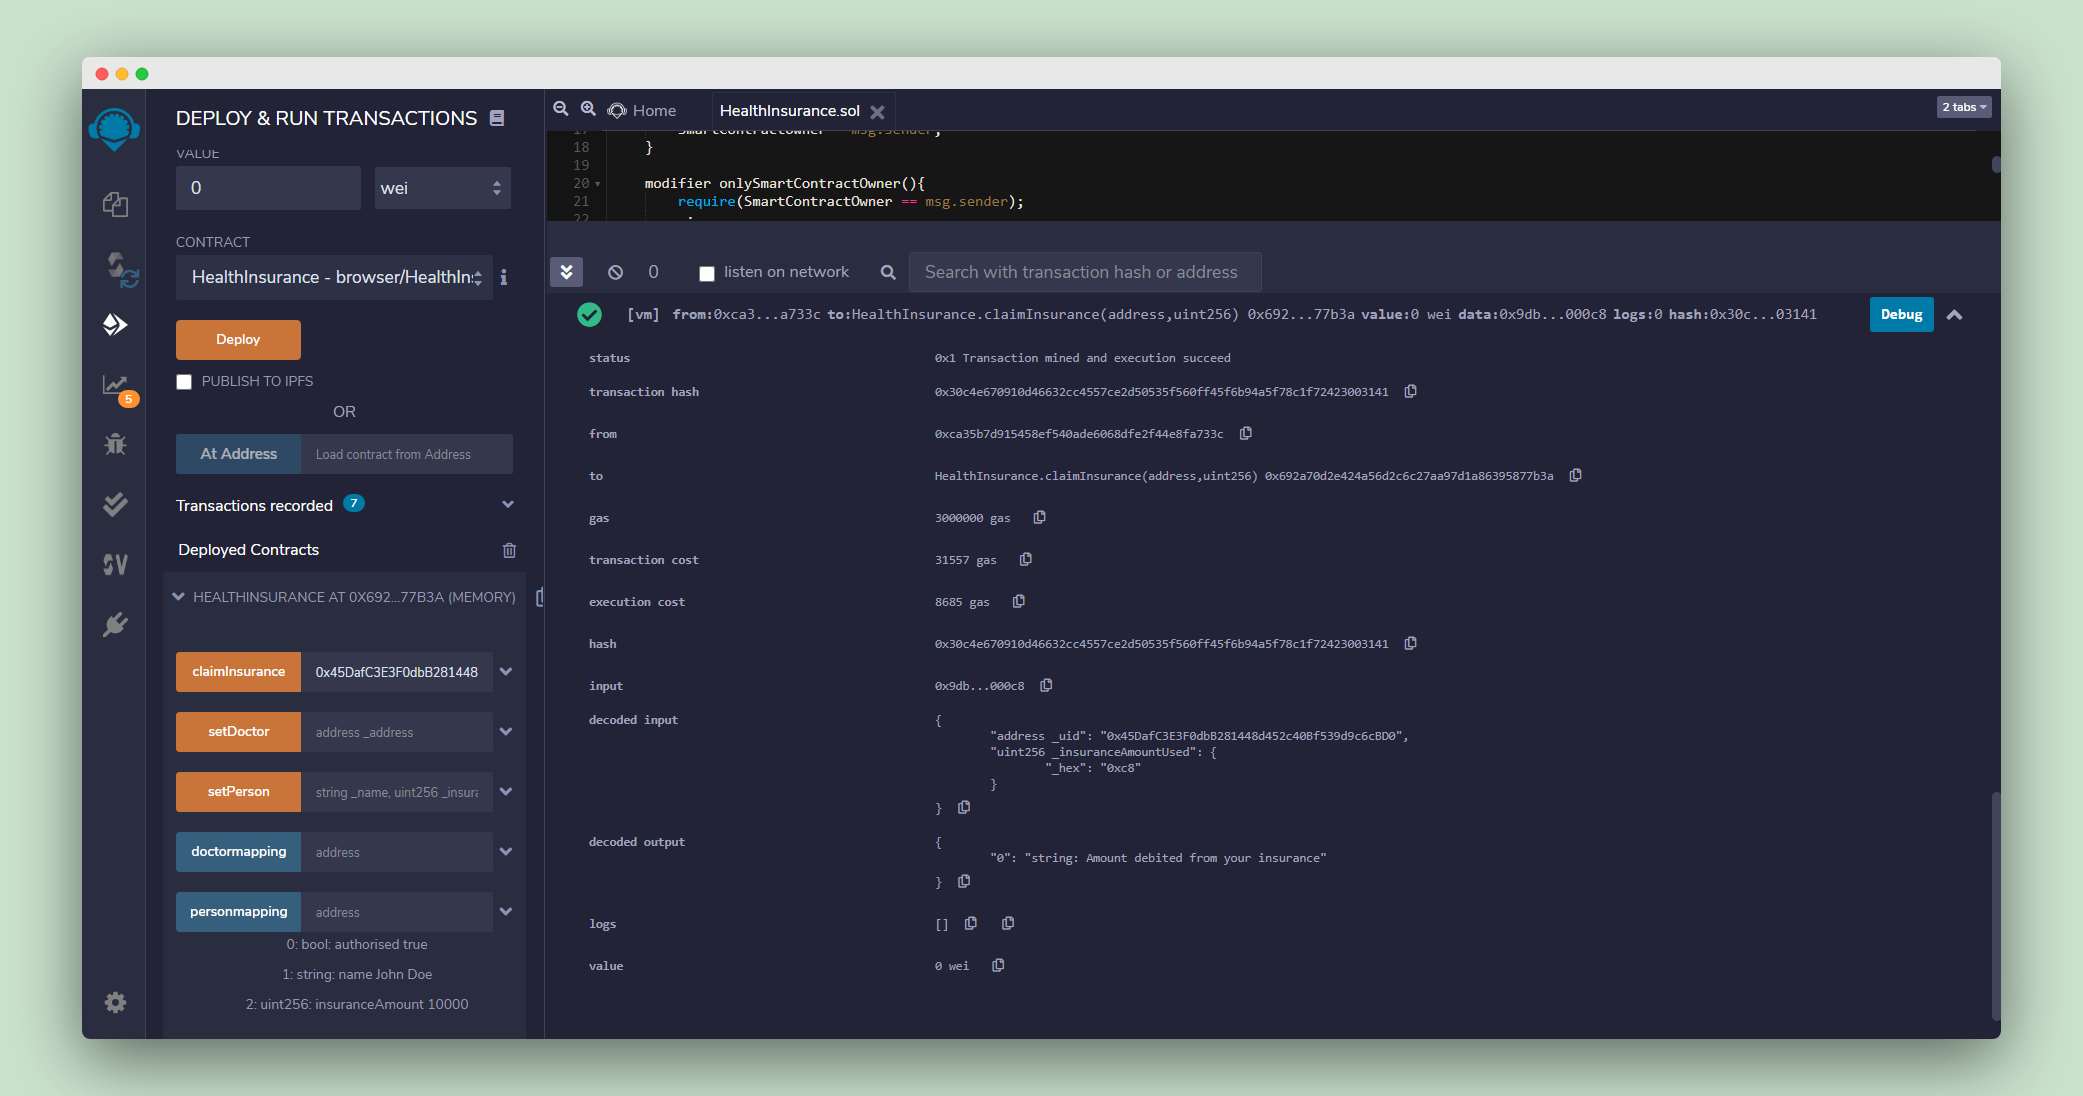 DEPLOY & RUN TRANSACTIONS
VALUE
0
wei
CONTRACT
HealthInsurance - browser/HealthIn
Deploy
PUBLISH TO IPFS
OR
At Address
Load contract from Address
Transactions recorded 7
Deployed Contracts
HEALTHINSURANCE AT 0X692...77B3A (MEMORY)
claimInsurance
0x45DafC3E3F0dbB281448
setDoctor
address _address
setPerson
string _name, uint256 _insura
doctormapping
address
personmapping
address
0: bool: authorised true
1: string: name John Doe
2: uint256: insuranceAmount 10000
5
Home
HealthInsurance.sol
2 tabs
17 SmartContractOwner = msg.sender;
18 }
19
20 modifier onlySmartContractOwner(){
21 require(SmartContractOwner == msg.sender);
22
0
listen on network
Search with transaction hash or address
[vm] from:0xca3...a733c to:HealthInsurance.claimInsurance(address,uint256) 0x692...77b3a value:0 wei data:0x9db...000c8 logs:0 hash:0x30c...03141
Debug
status 0x1 Transaction mined and execution succeed
transaction hash 0x30c4e670910d46632cc4557ce2d50535f560ff45f6b94a5f78c1f72423003141
from 0xca35b7d915458ef540ade6068dfe2f44e8fa733c
to HealthInsurance.claimInsurance(address,uint256) 0x692a70d2e424a56d2c6c27aa97d1a86395877b3a
gas 3000000 gas
transaction cost 31557 gas
execution cost 8685 gas
hash 0x30c4e670910d46632cc4557ce2d50535f560ff45f6b94a5f78c1f72423003141
input 0x9db...000c8
decoded input {
"address _uid": "0x45DafC3E3F0dbB281448d452c40Bf539d9c6cBD0",
"uint256 _insuranceAmountUsed": {
"_hex": "0xc8"
}
}
decoded output {
"0": "string: Amount debited from your insurance"
}
logs []
value 0 wei